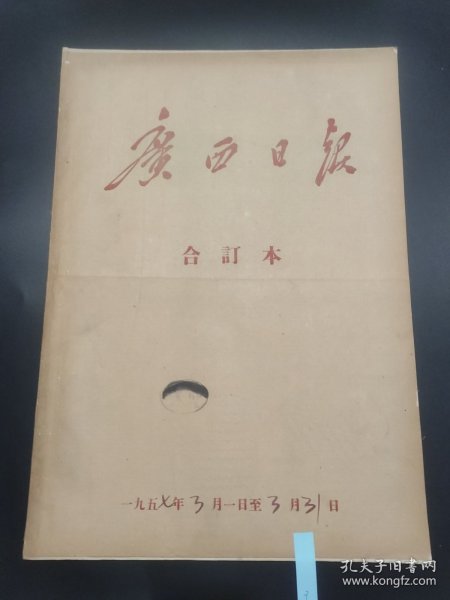 廣西日报
合訂本
一九五七年3月一日至3月31日
孔夫子旧书网
www.kongfz.com